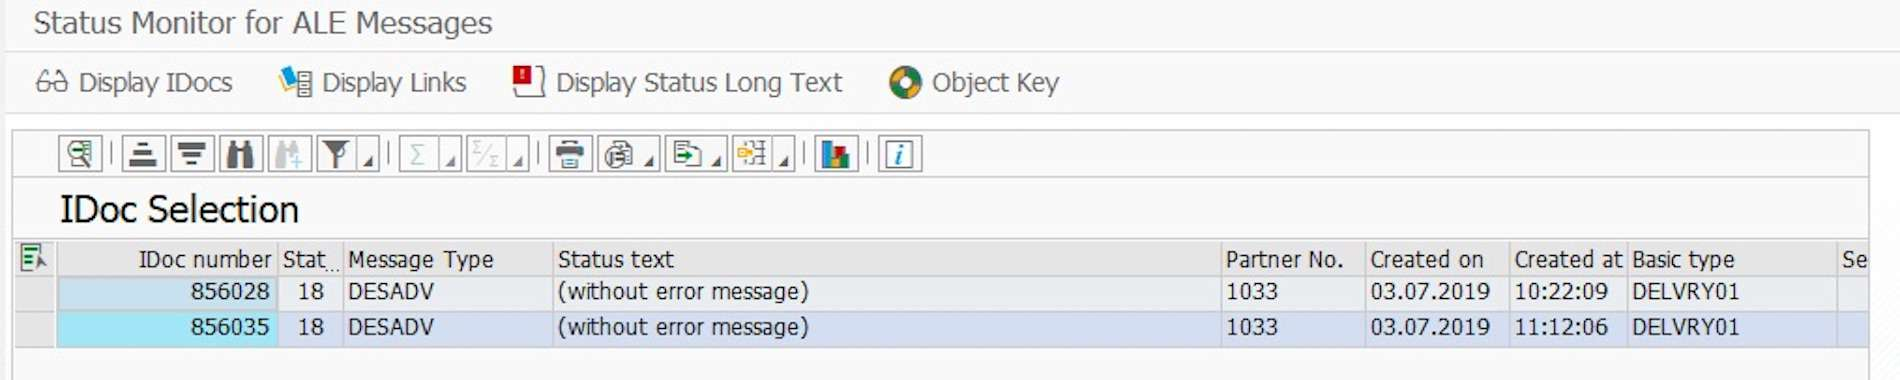 Status Monitor for ALE Messages
Display IDocs Display Links Display Status Long Text Object Key
IDoc Selection
IDoc number Stat... Message Type Status text Partner No. Created on Created at Basic type Se
856028 18 DESADV (without error message) 1033 03.07.2019 10:22:09 DELVRY01
856035 18 DESADV (without error message) 1033 03.07.2019 11:12:06 DELVRY01